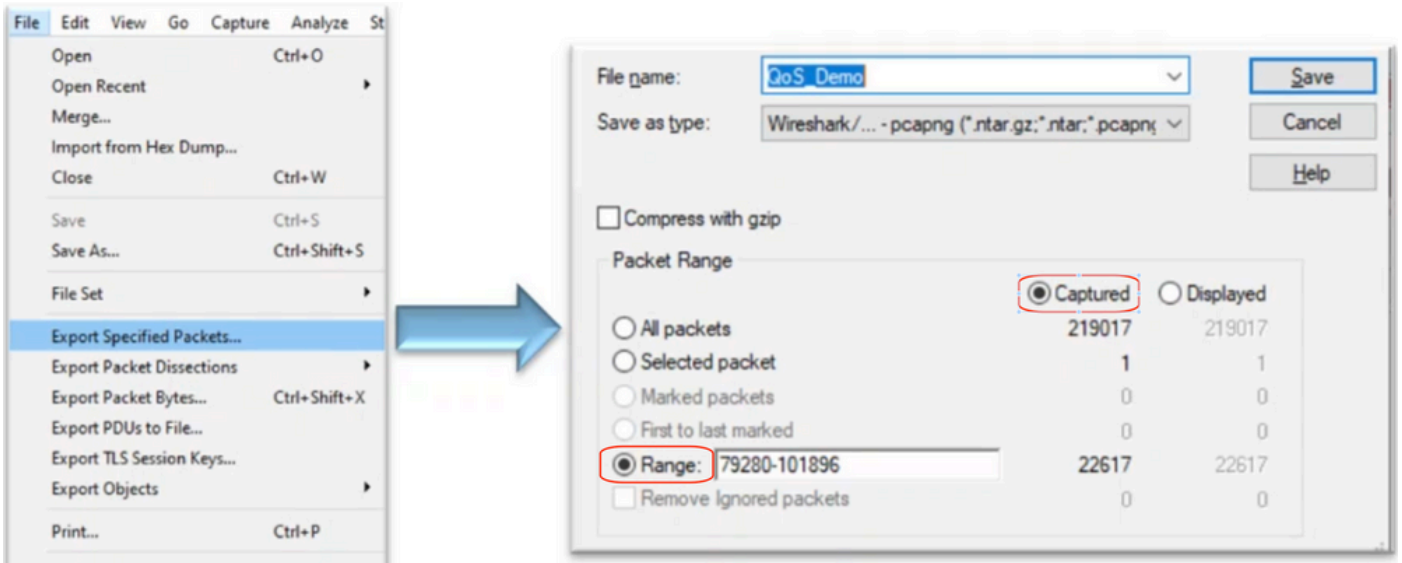 File Edit View Go Capture Analyze St
Open Ctrl+O
Open Recent
Merge...
Import from Hex Dump...
Close Ctrl+W
Save Ctrl+S
Save As... Ctrl+Shift+S
File Set
Export Specified Packets...
Export Packet Dissections
Export Packet Bytes... Ctrl+Shift+X
Export PDUs to File...
Export TLS Session Keys...
Export Objects
Print... Ctrl+P
File name: QoS_Demo Save
Save as type: Wireshark/... - pcapng (*.ntar.gz;*.ntar;*.pcapng Cancel
Help
Compress with gzip
Packet Range
Captured Displayed
All packets 219017 219017
Selected packet 1 1
Marked packets 0 0
First to last marked 0 0
Range: 79280-101896 22617 22617
Remove Ignored packets 0 0